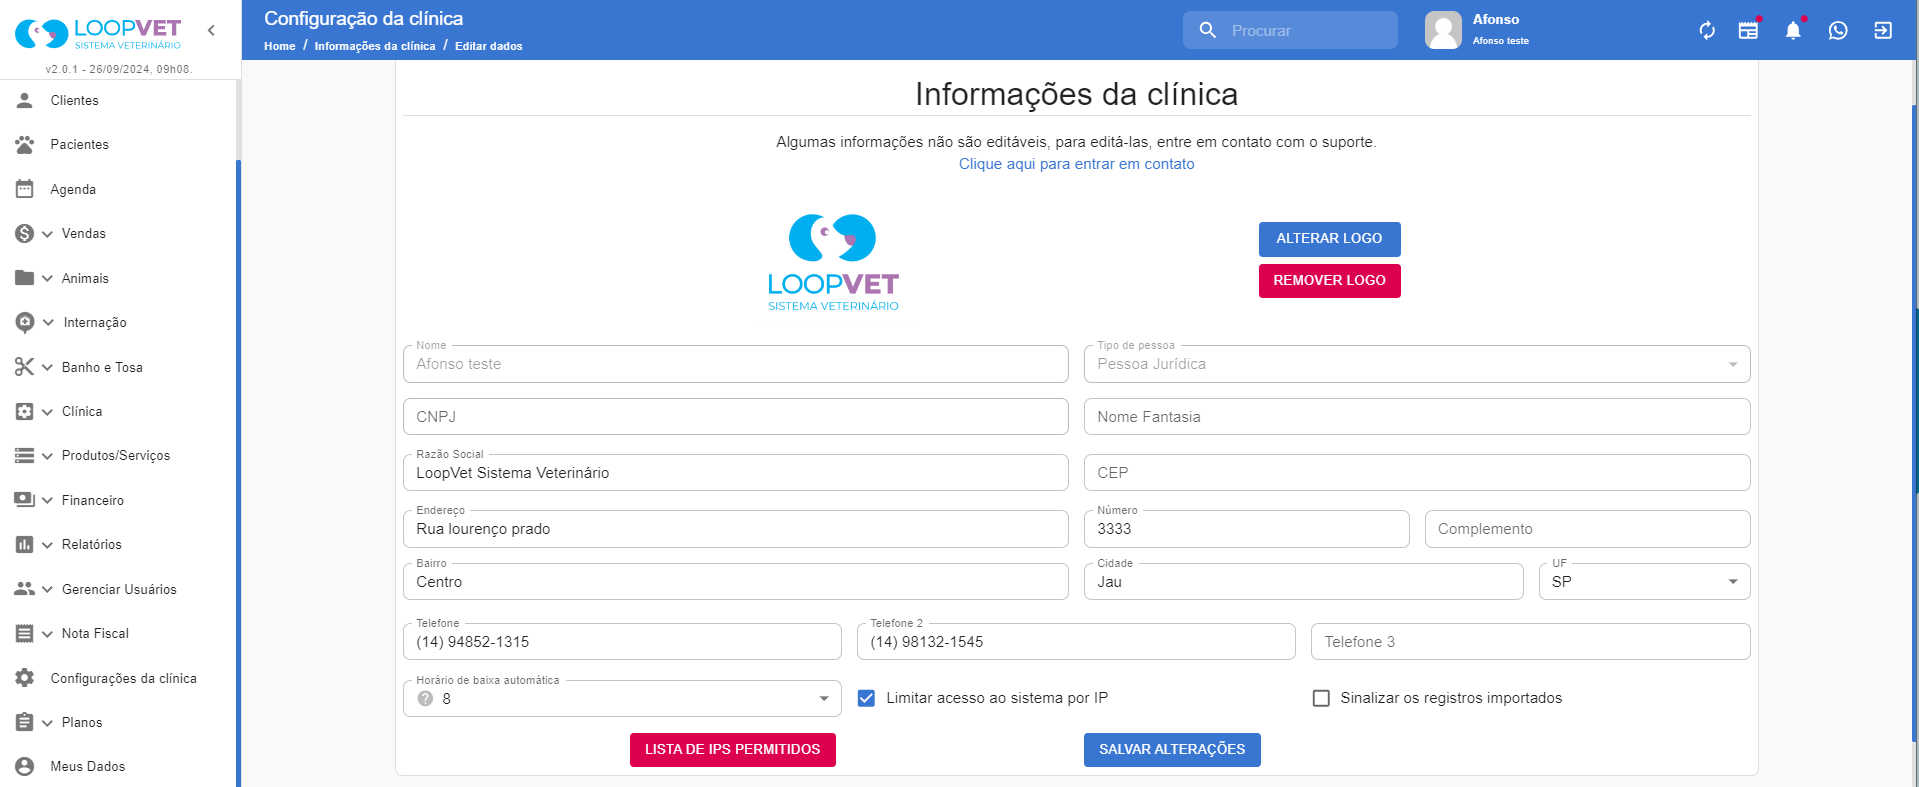 LOOPVET
SISTEMA VETERINÁRIO
v2.0.1 - 26/09/2024, 09h08.
Clientes
Pacientes
Agenda
Vendas
Animais
Internação
Banho e Tosa
Clínica
Produtos/Serviços
Financeiro
Relatórios
Gerenciar Usuários
Nota Fiscal
Configurações da clínica
Planos
Meus Dados
Configuração da clínica
Home / Informações da clínica / Editar dados
Procurar
Afonso
Afonso teste
Informações da clínica
Algumas informações não são editáveis, para editá-las, entre em contato com o suporte.
Clique aqui para entrar em contato
LOOPVET
SISTEMA VETERINÁRIO
ALTERAR LOGO
REMOVER LOGO
Nome
Afonso teste
Tipo de pessoa
Pessoa Jurídica
CNPJ
Nome Fantasia
Razão Social
LoopVet Sistema Veterinário
CEP
Endereço
Rua lourenço prado
Número
3333
Complemento
Bairro
Centro
Cidade
Jau
UF
SP
Telefone
(14) 94852-1315
Telefone 2
(14) 98132-1545
Telefone 3
Horário de baixa automática
8
Limitar acesso ao sistema por IP
Sinalizar os registros importados
LISTA DE IPS PERMITIDOS
SALVAR ALTERAÇÕES